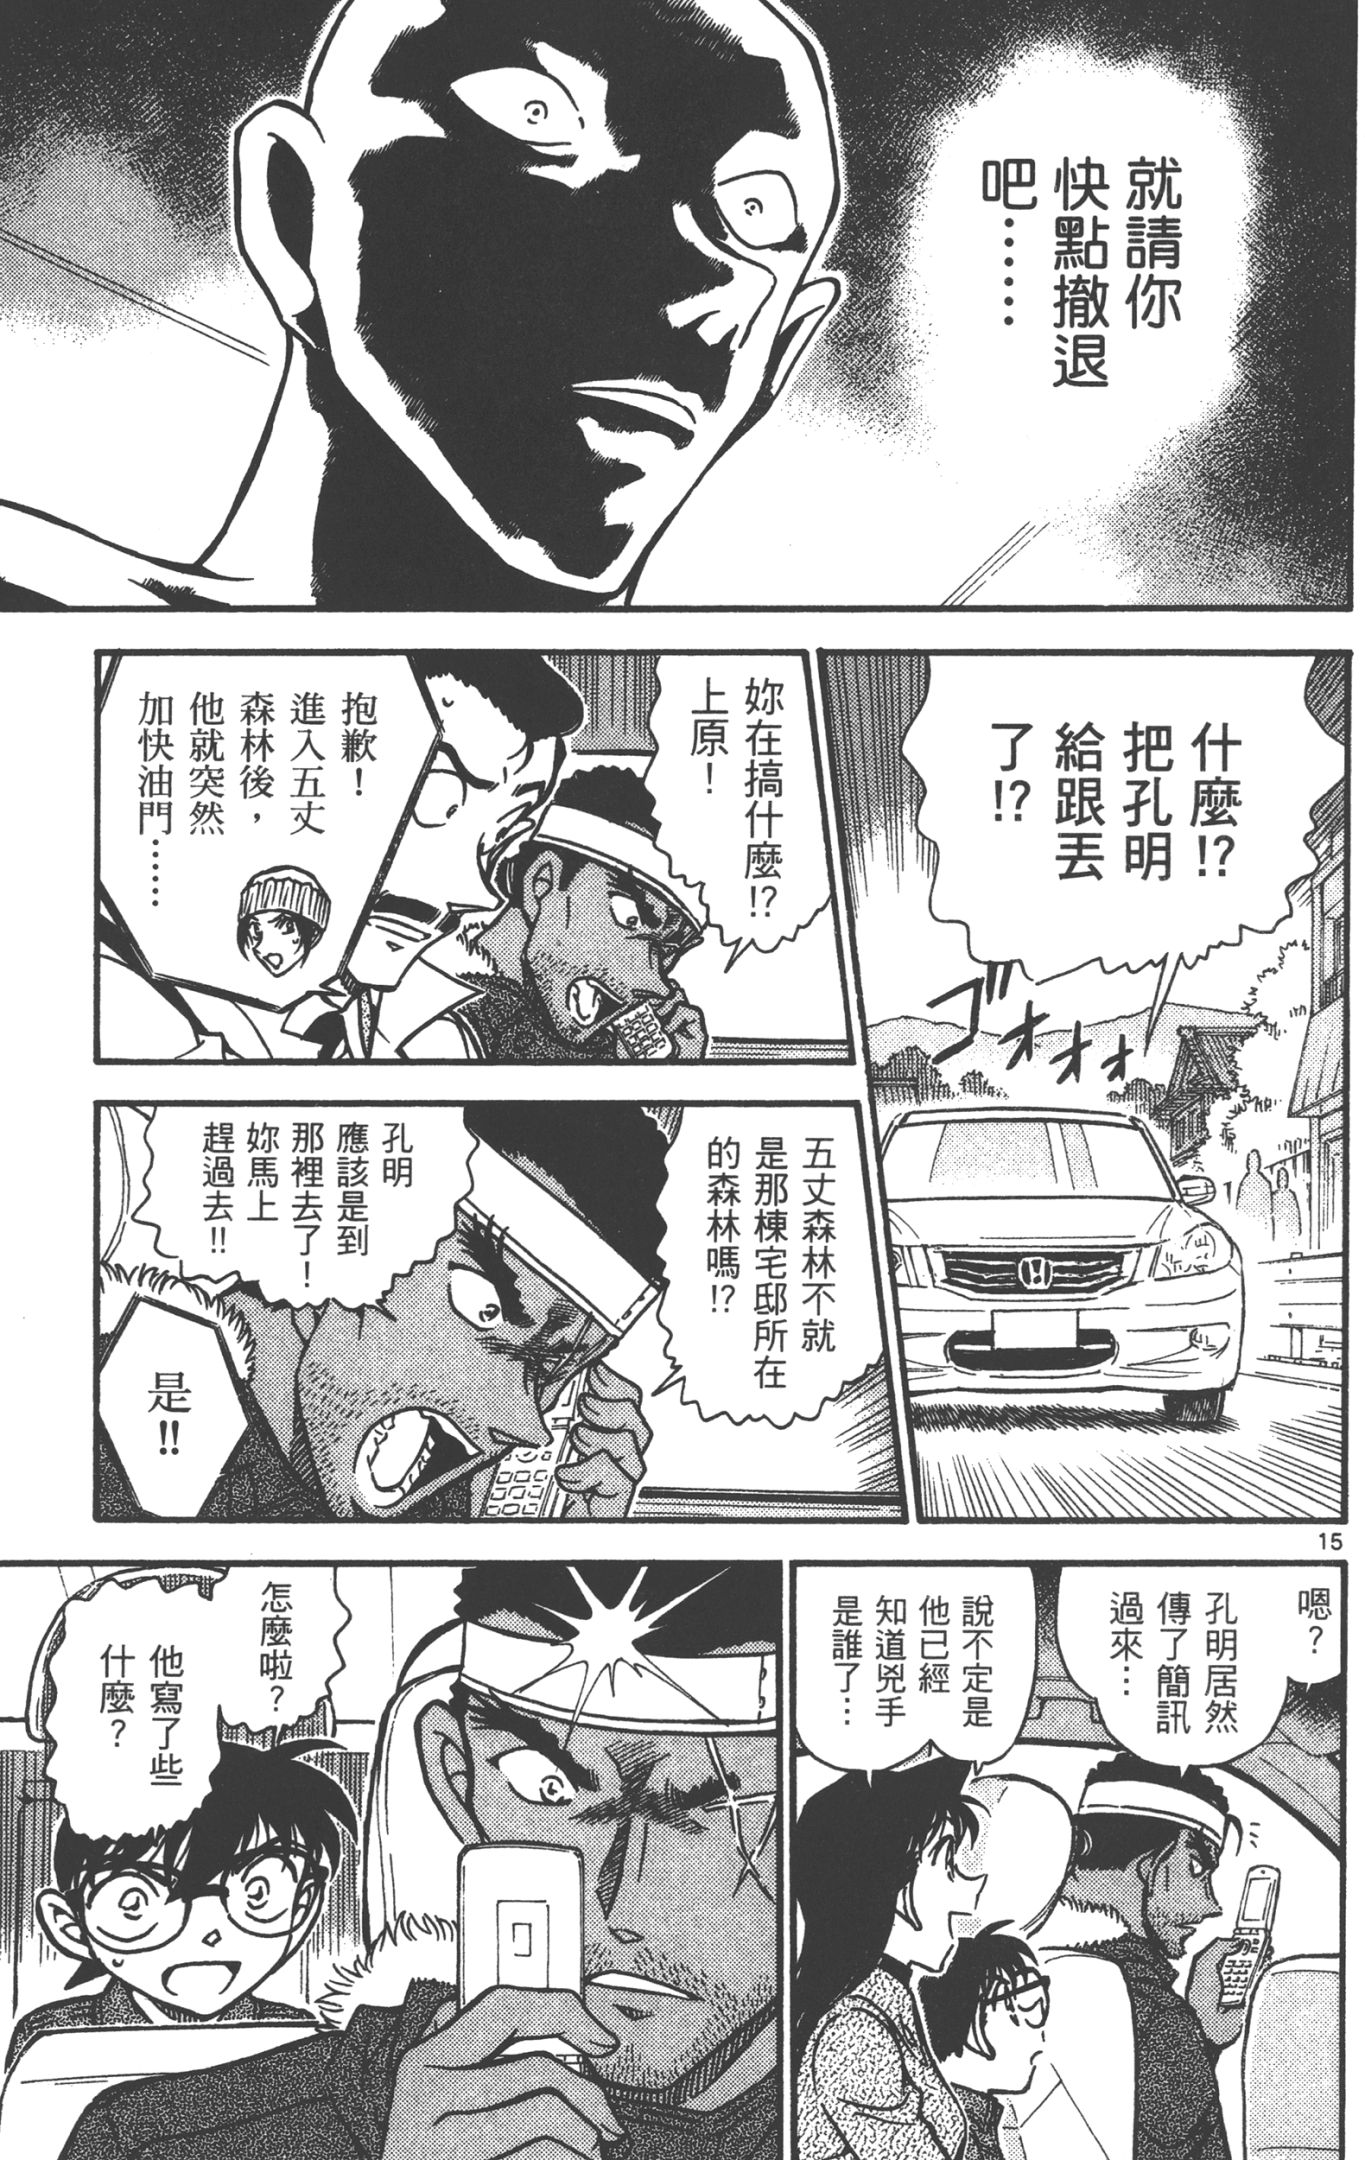 就請你
快點撤退
吧……
什麼!?
把孔明
給跟丟
了!?
ゴオオオ
妳在搞什麼!?
上原！
抱歉！
進入五丈
森林後，
他就突然
加快油門……
五丈森林不就
是那棟宅邸所在
的森林嗎!?
孔明
應該是到
那裡去了！
妳馬上
趕過去!!
是!!
15
嗯？
孔明居然
傳了簡訊
過來…
說不定是
他已經
知道兇手
是誰了…
怎麼啦？
他寫了些
什麼？